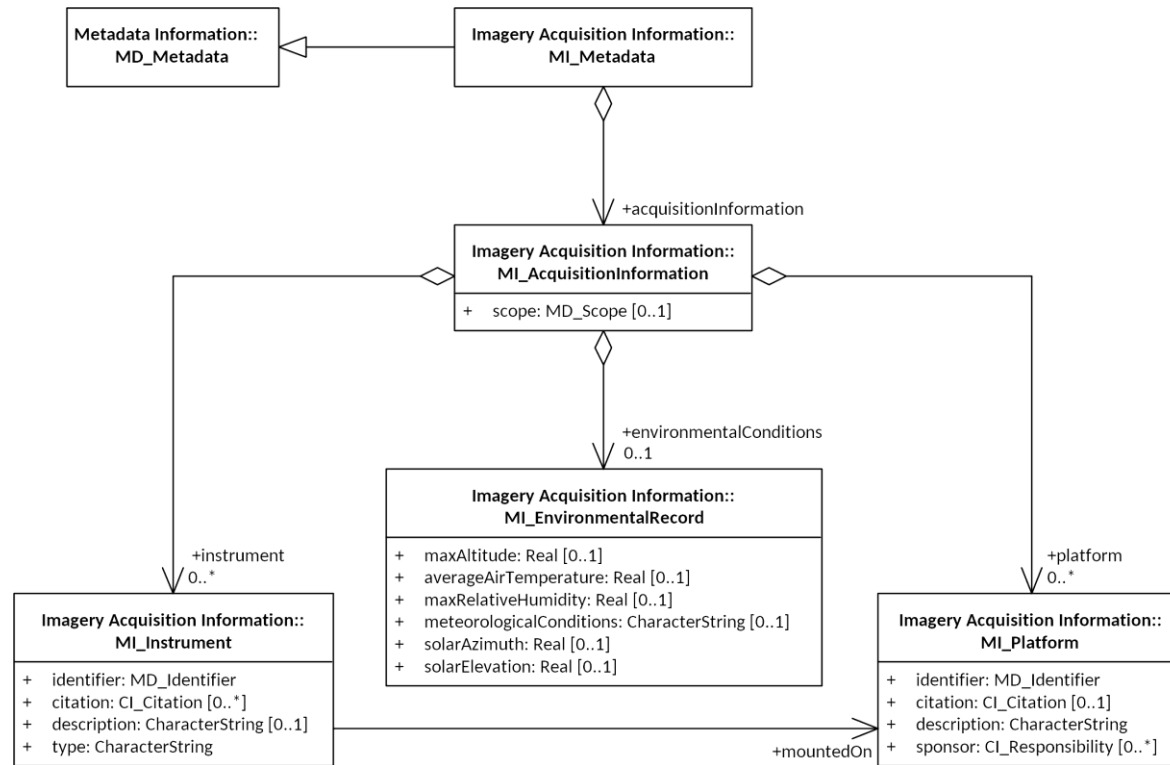 Metadata Information::
MD_Metadata
Imagery Acquisition Information::
MI_Metadata
+acquisitionInformation
Imagery Acquisition Information::
MI_AcquisitionInformation
+ scope: MD_Scope [0..1]
+environmentalConditions
0..1
Imagery Acquisition Information::
MI_EnvironmentalRecord
+ maxAltitude: Real [0..1]
+ averageAirTemperature: Real [0..1]
+ maxRelativeHumidity: Real [0..1]
+ meteorologicalConditions: CharacterString [0..1]
+ solarAzimuth: Real [0..1]
+ solarElevation: Real [0..1]
+instrument
0..*
Imagery Acquisition Information::
MI_Instrument
+ identifier: MD_Identifier
+ citation: CI_Citation [0..*]
+ description: CharacterString [0..1]
+ type: CharacterString
+mountedOn
+platform
0..*
Imagery Acquisition Information::
MI_Platform
+ identifier: MD_Identifier
+ citation: CI_Citation [0..1]
+ description: CharacterString
+ sponsor: CI_Responsibility [0..*]